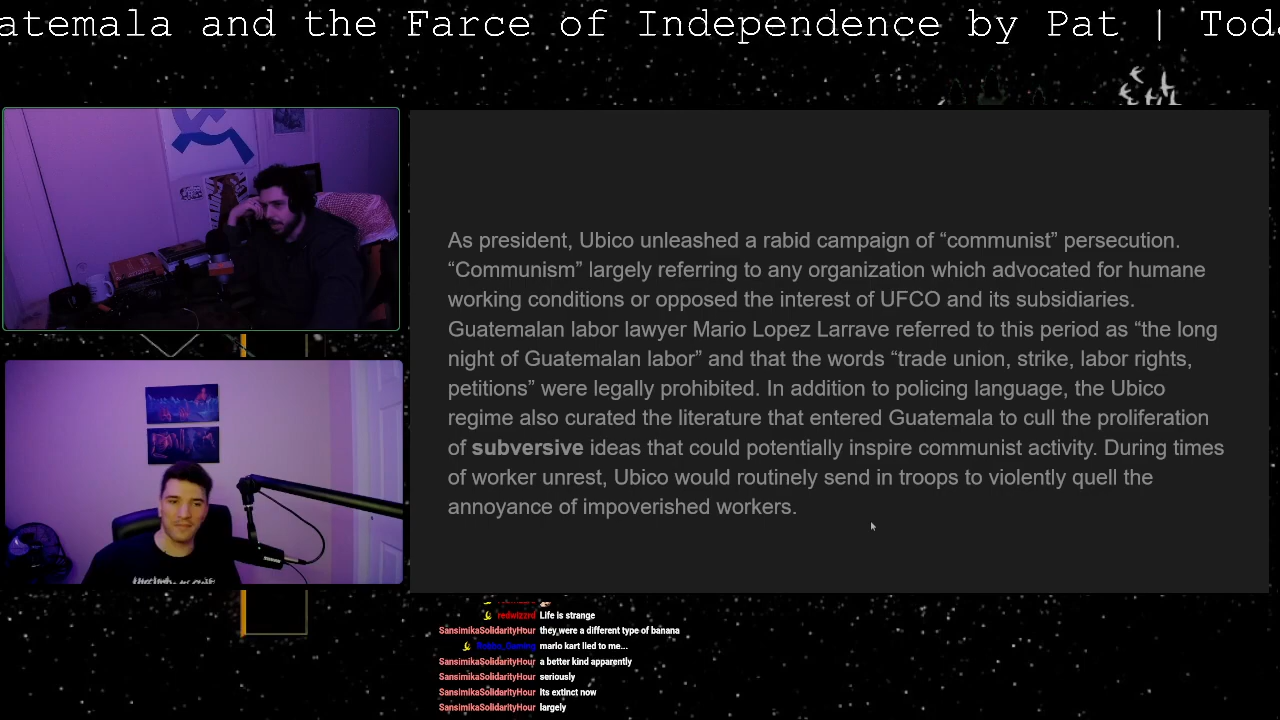 atemala and the Farce of Independence by Pat | Tod
As president, Ubico unleashed a rabid campaign of “communist” persecution.
“Communism” largely referring to any organization which advocated for humane
working conditions or opposed the interest of UFCO and its subsidiaries.
Guatemalan labor lawyer Mario Lopez Larrave referred to this period as “the long
night of Guatemalan labor” and that the words “trade union, strike, labor rights,
petitions” were legally prohibited. In addition to policing language, the Ubico
regime also curated the literature that entered Guatemala to cull the proliferation
of subversive ideas that could potentially inspire communist activity. During times
of worker unrest, Ubico would routinely send in troops to violently quell the
annoyance of impoverished workers.
redwizzrd Life is strange
SansimikaSolidarityHour they were a different type of banana
mario kart lied to me...
SansimikaSolidarityHour a better kind apparently
SansimikaSolidarityHour seriously
SansimikaSolidarityHour its extinct now
SansimikaSolidarityHour largely